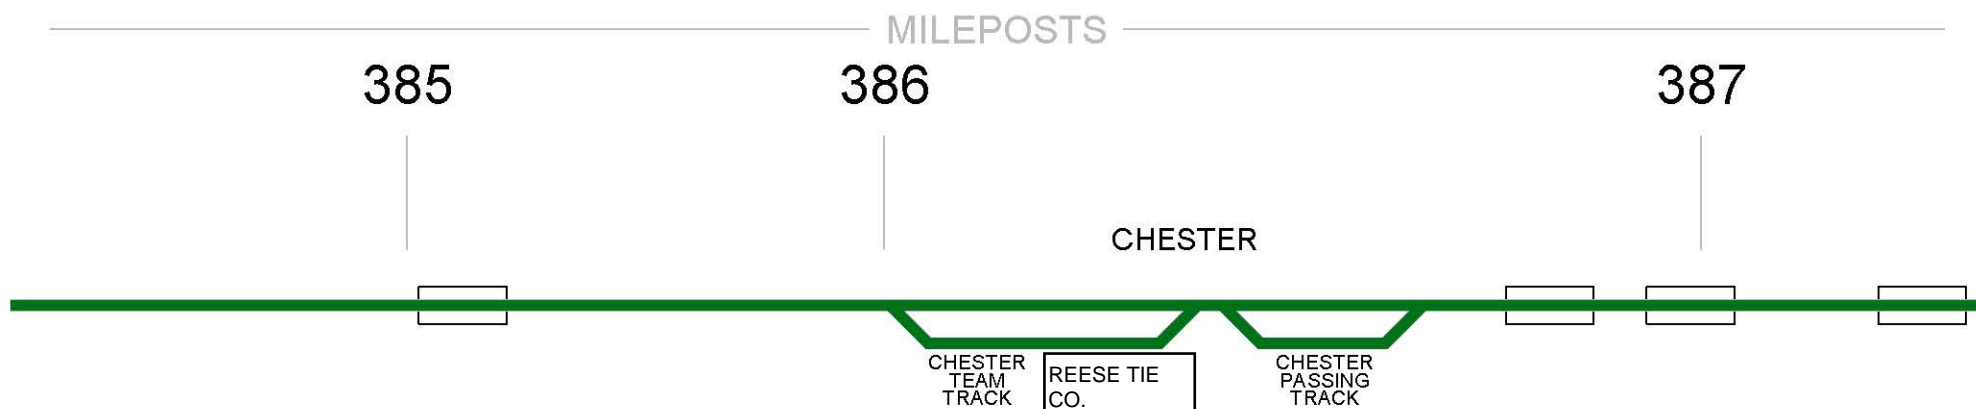 MILEPOSTS
385 386 387
CHESTER
CHESTER
TEAM
TRACK
REESE TIE
CO.
CHESTER
PASSING
TRACK